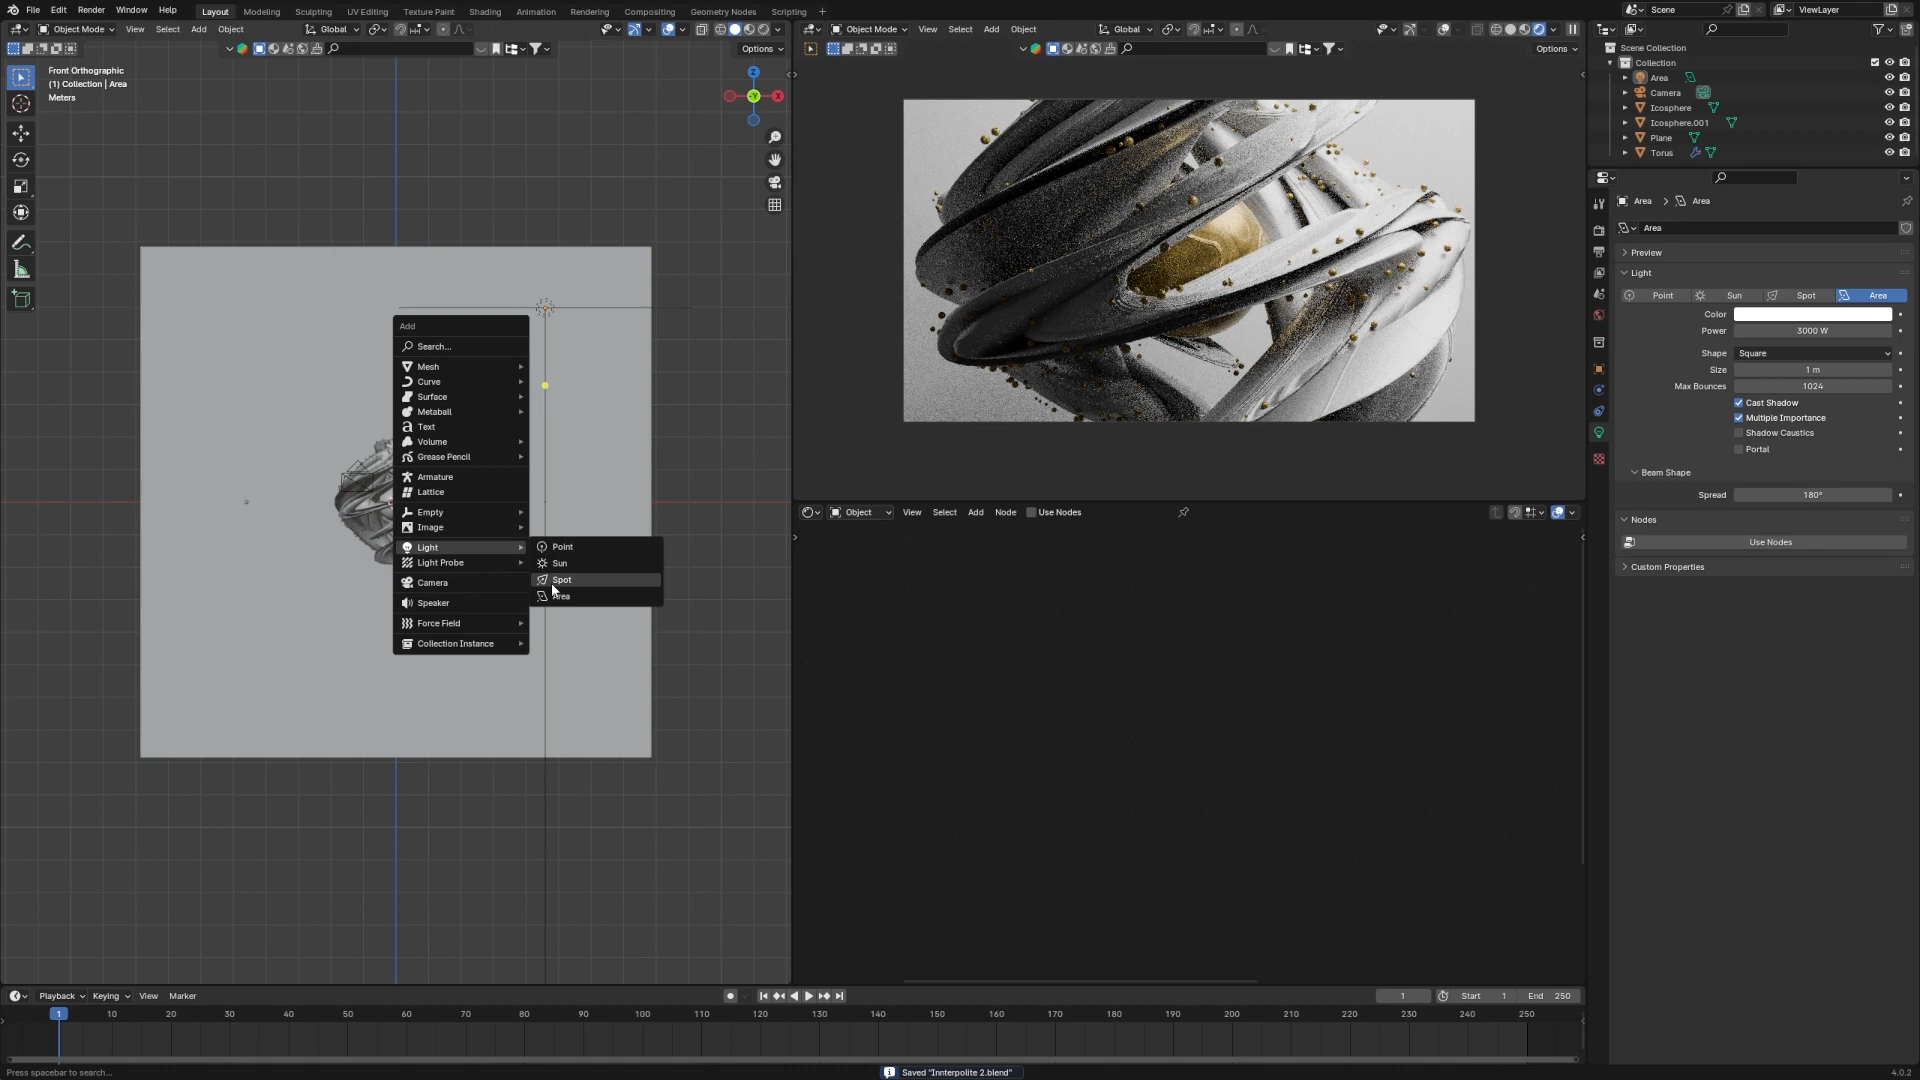 File Edit Render Window Help Layout Modeling Sculpting UV Editing Texture Paint Shading Animation Rendering Compositing Geometry Nodes Scripting + Scene ViewLayer
Object Mode View Select Add Object Global
Options
Front Orthographic
(1) Collection | Area
Meters
Z
-Y
X
Add
Search...
Mesh
Curve
Surface
Metaball
Text
Volume
Grease Pencil
Armature
Lattice
Empty
Image
Light
Light Probe
Camera
Speaker
Force Field
Collection Instance
Point
Sun
Spot
Area
Object Mode View Select Add Object Global
Options
Object View Select Add Node Use Nodes
Scene Collection
Collection
Area
Camera
Icosphere
Icosphere.001
Plane
Torus
Area > Area
Area
Preview
Light
Point Sun Spot Area
Color
Power 3000 W
Shape Square
Size 1 m
Max Bounces 1024
Cast Shadow
Multiple Importance
Shadow Caustics
Portal
Beam Shape
Spread 180°
Nodes
Use Nodes
Custom Properties
Playback Keying View Marker 1 Start 1 End 250
1 10 20 30 40 50 60 70 80 90 100 110 120 130 140 150 160 170 180 190 200 210 220 230 240 250
Press spacebar to search... Saved "Innterpolite 2.blend" 4.0.2